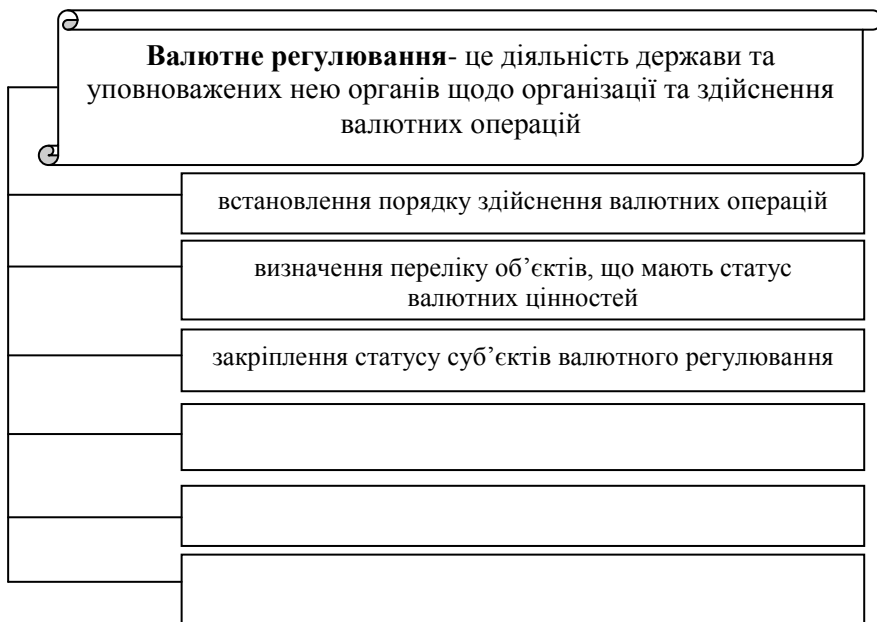 Валютне регулювання- це діяльність держави та
уповноважених нею органів щодо організації та здійснення
валютних операцій
встановлення порядку здійснення валютних операцій
визначення переліку об’єктів, що мають статус
валютних цінностей
закріплення статусу суб’єктів валютного регулювання